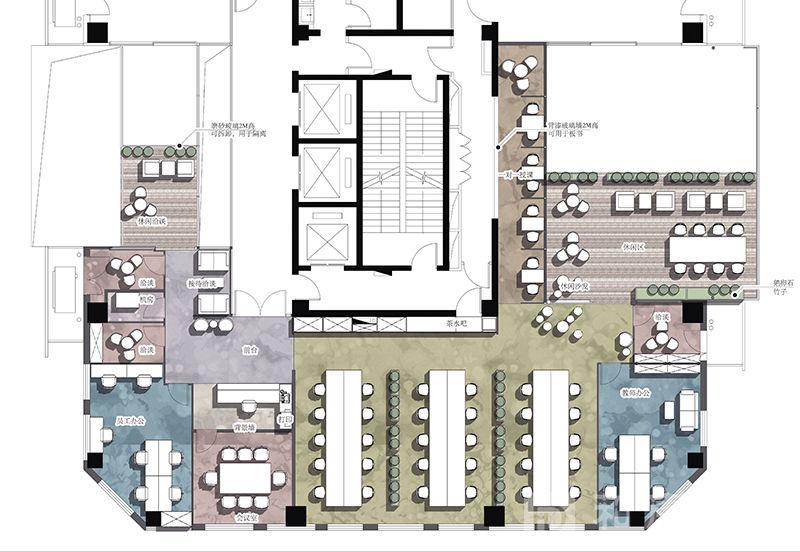 磨砂玻璃2M高
可拆卸，用于隔离
背漆玻璃墙2M高
可用于板书
一对一授课
休闲洽谈
休闲区
洽谈
接待洽谈
机房
休闲沙发
鹅卵石
竹子
洽谈
前台
茶水吧
洽谈
员工办公
背景墙
打印
教师办公
会议室